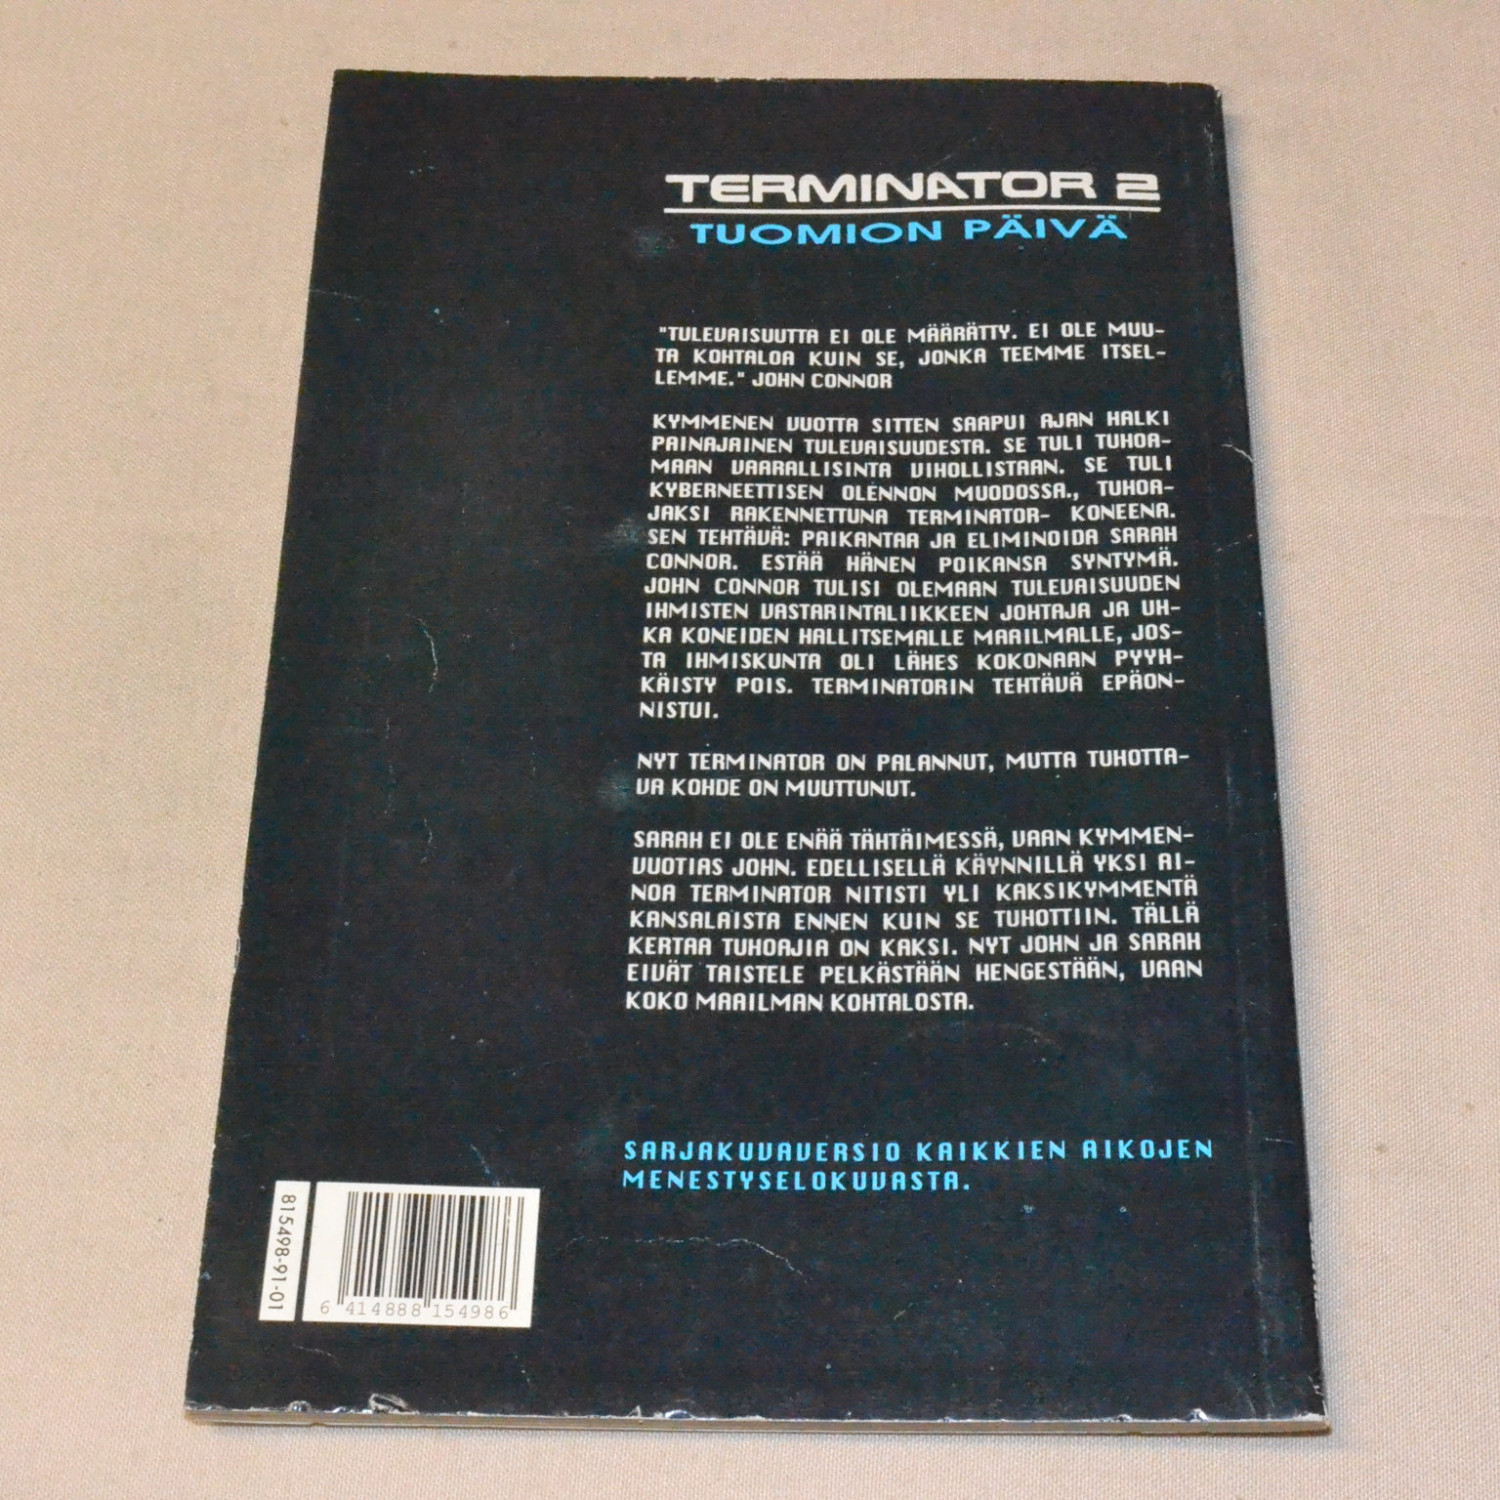 TERMINATOR 2
TUOMION PÄIVÄ
"TULEVAISUUTTA EI OLE MÄÄRÄTTY. EI OLE MUU-
TA KOHTALOA KUIN SE, JONKA TEEMME ITSEL-
LEMME." JOHN CONNOR
KYMMENEN VUOTTA SITTEN SAAPUI AJAN HALKI
PAINAJAINEN TULEVAISUUDESTA. SE TULI TUHOA-
MAAN VAARALLISINTA VIHOLLISTAAN. SE TULI
KYBERNEETTISEN OLENNON MUODOSSA., TUHOA-
JAKSI RAKENNETTUNA TERMINATOR- KONEENA.
SEN TEHTÄVÄ: PAIKANTAA JA ELIMINOIDA SARAH
CONNOR. ESTÄÄ HÄNEN POIKANSA SYNTYMÄ.
JOHN CONNOR TULISI OLEMAAN TULEVAISUUDEN
IHMISTEN VASTARINTALIIKKEEN JOHTAJA JA UH-
KA KONEIDEN HALLITSEMALLE MAAILMALLE, JOS-
TA IHMISKUNTA OLI LÄHES KOKONAAN PYYH-
KÄISTY POIS. TERMINATORIN TEHTÄVÄ EPÄON-
NISTUI.
NYT TERMINATOR ON PALANNUT, MUTTA TUHOTTA-
VA KOHDE ON MUUTTUNUT.
SARAH EI OLE ENÄÄ TÄHTÄIMESSÄ, VAAN KYMMEN-
VUOTIAS JOHN. EDELLISELLÄ KÄYNNILLÄ YKSI AI-
NOA TERMINATOR NITISTI YLI KAKSIKYMMENTÄ
KANSALAISTA ENNEN KUIN SE TUHOTTIIN. TÄLLÄ
KERTAA TUHOAJIA ON KAKSI. NYT JOHN JA SARAH
EIVÄT TAISTELE PELKÄSTÄÄN HENGESTÄÄN, VAAN
KOKO MAAILMAN KOHTALOSTA.
SARJAKUVAVERSIO KAIKKIEN AIKOJEN
MENESTYSELOKUVASTA.
815498-91-01
6 414888 154986